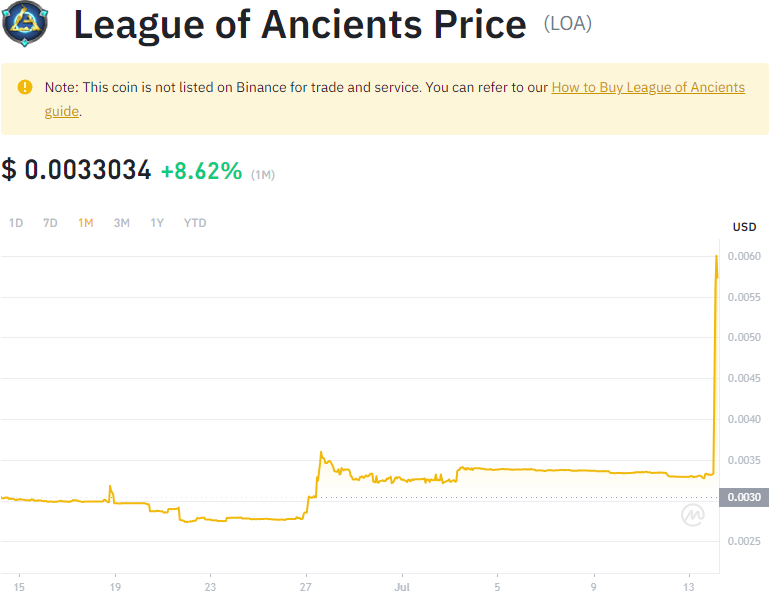 League of Ancients Price (LOA)
Note: This coin is not listed on Binance for trade and service. You can refer to our How to Buy League of Ancients
guide.
$ 0.0033034 +8.62% (1M)
1D 7D 1M 3M 1Y YTD
USD
0.0060
0.0055
0.0050
0.0045
0.0040
0.0035
0.0030
0.0025
15 19 23 27 Jul 5 9 13